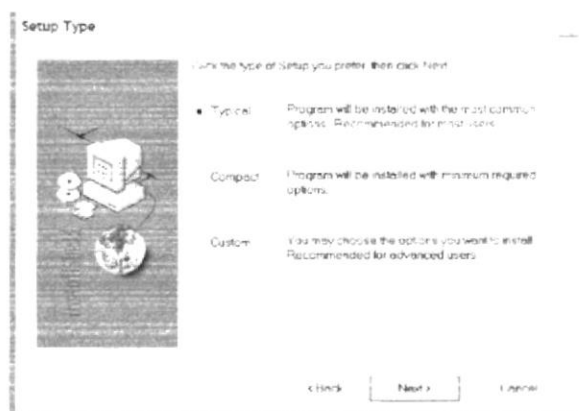 Setup Type
Click the type of Setup you prefer, then click Next
Typical
Program will be installed with the most common
options. Recommended for most users
Compact
Program will be installed with minimum required
options.
Custom
You may choose the options you want to install
Recommended for advanced users
< Back
Next >
Cancel